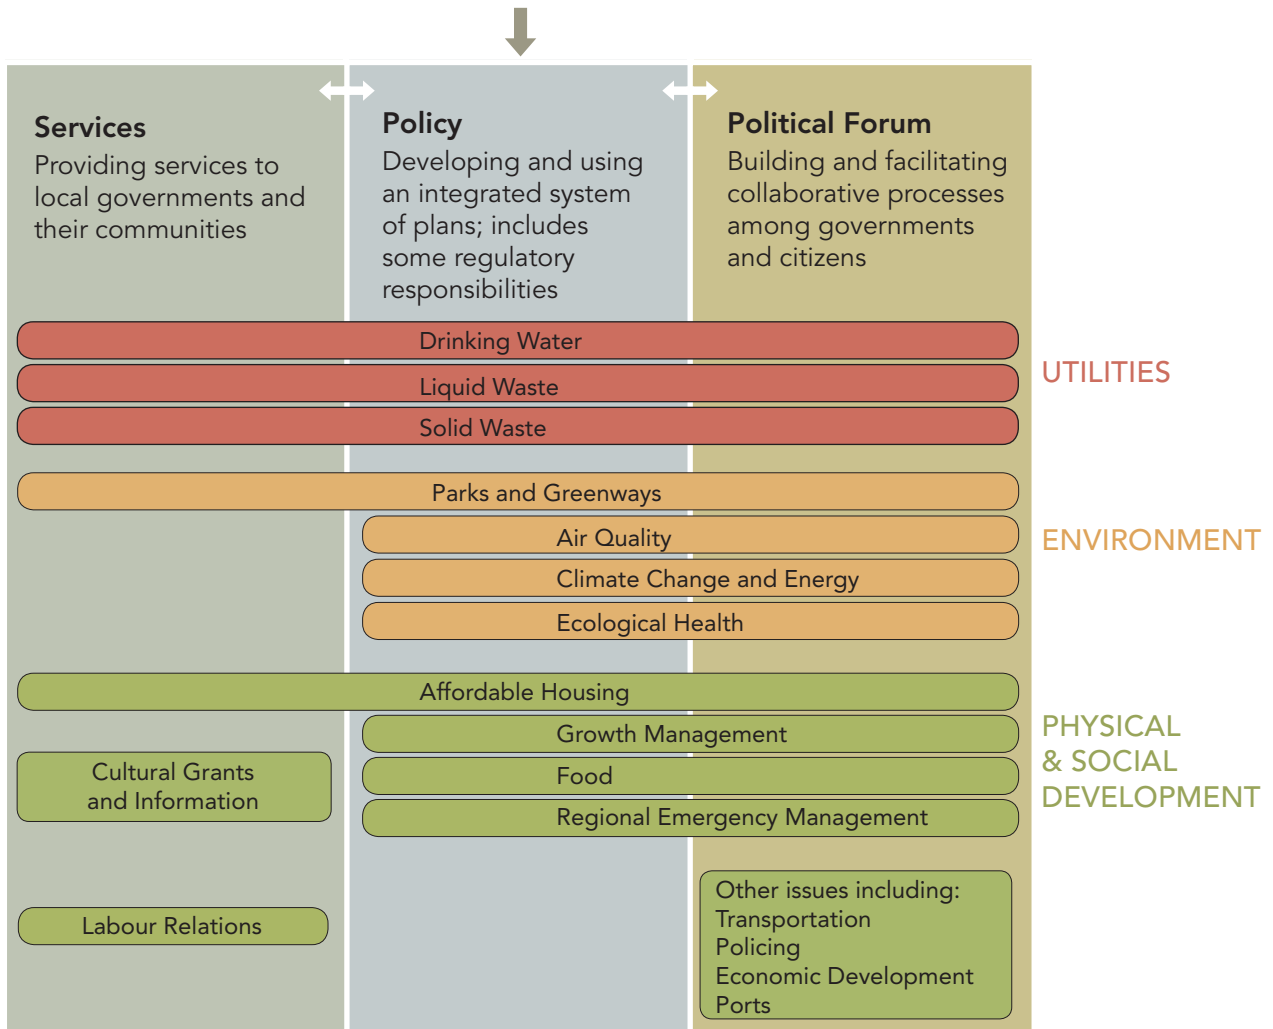 Services
Providing services to
local governments and
their communities
Policy
Developing and using
an integrated system
of plans; includes
some regulatory
responsibilities
Political Forum
Building and facilitating
collaborative processes
among governments
and citizens
Drinking Water
Liquid Waste
Solid Waste
UTILITIES
Parks and Greenways
Air Quality
Climate Change and Energy
Ecological Health
ENVIRONMENT
Affordable Housing
Growth Management
Food
Regional Emergency Management
Cultural Grants
and Information
Labour Relations
Other issues including:
Transportation
Policing
Economic Development
Ports
PHYSICAL
& SOCIAL
DEVELOPMENT